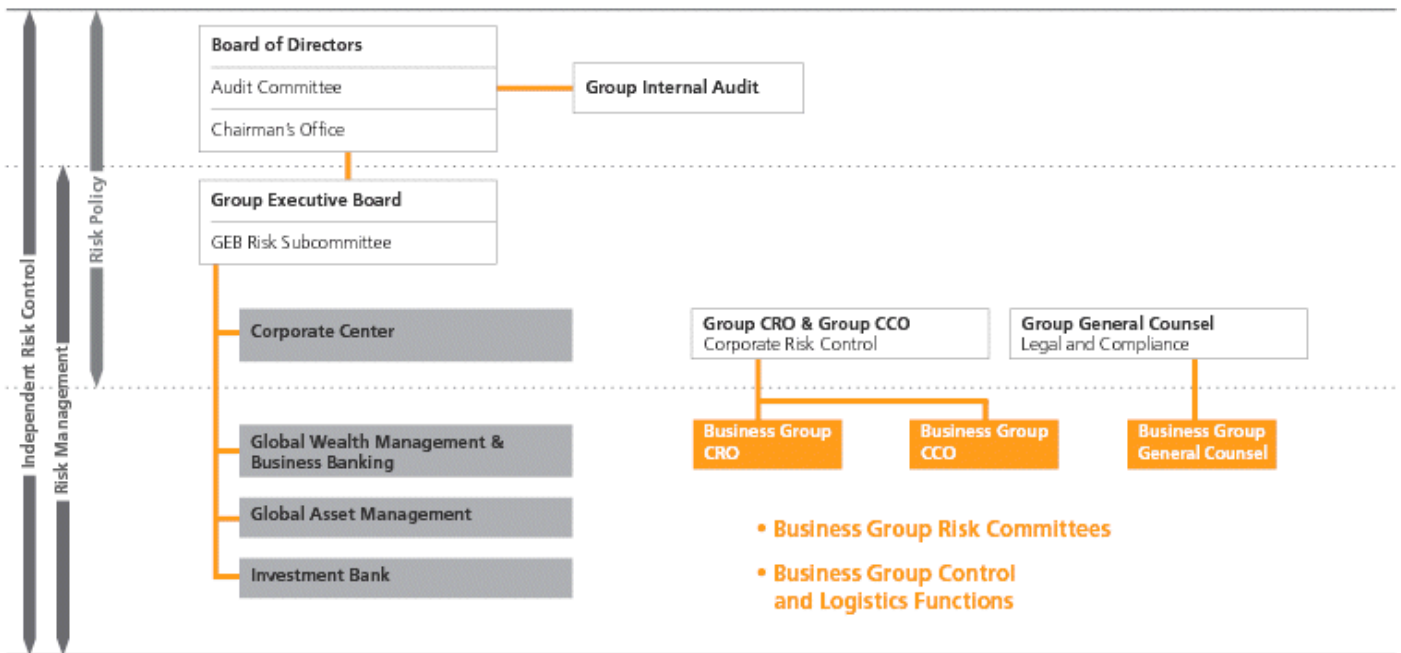 Independent Risk Control
Risk Management
Risk Policy
Board of Directors
Audit Committee
Chairman's Office
Group Internal Audit
Group Executive Board
GEB Risk Subcommittee
Corporate Center
Group CRO & Group CCO
Corporate Risk Control
Group General Counsel
Legal and Compliance
Global Wealth Management &
Business Banking
Business Group
CRO
Business Group
CCO
Business Group
General Counsel
Global Asset Management
Investment Bank
• Business Group Risk Committees
• Business Group Control
and Logistics Functions